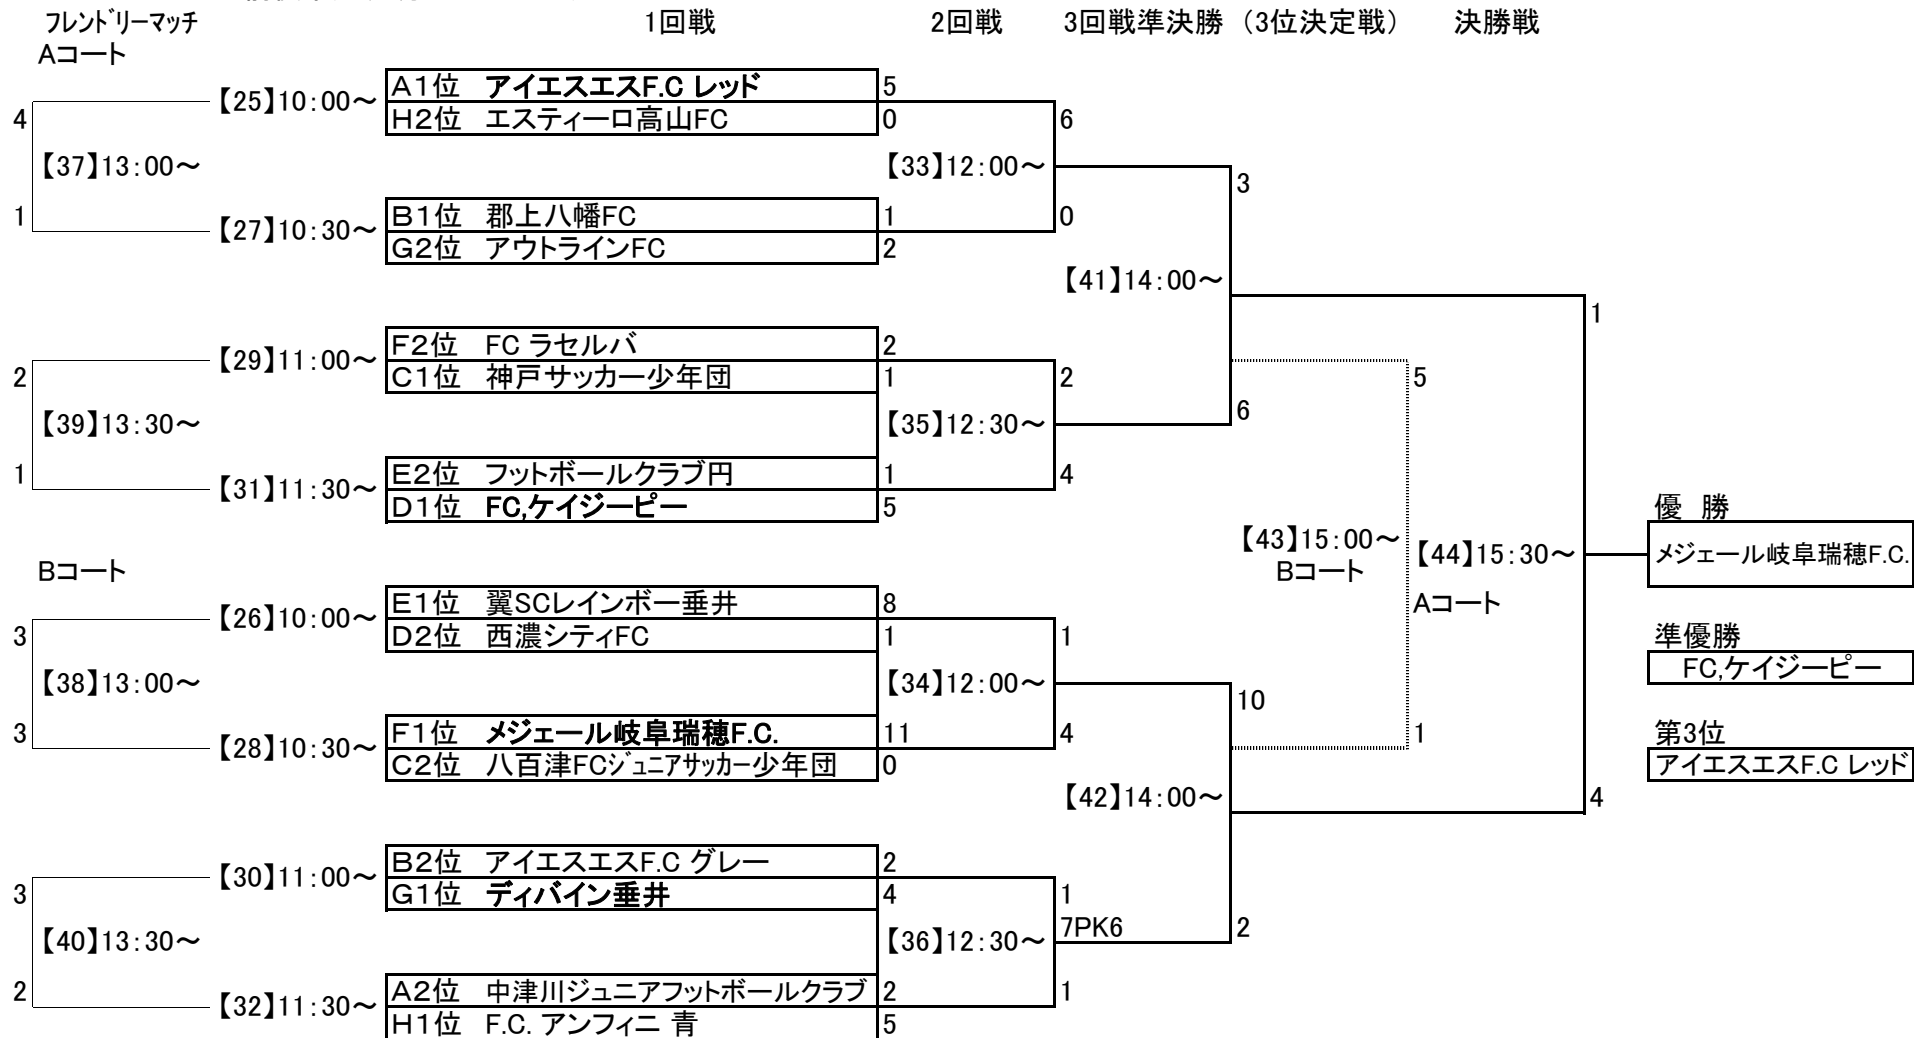 フレンドリーマッチ 1回戦 2回戦 3回戦準決勝 (3位決定戦) 決勝戦
Aコート
【25】10:00～ A1位 アイエスエスF.C レッド 5
4 H2位 エスティーロ高山FC 0 6
【37】13:00～ 【33】12:00～
3
1 【27】10:30～ B1位 郡上八幡FC 1 0
G2位 アウトラインFC 2
【41】14:00～
1
【29】11:00～ F2位 FC ラセルバ 2
2 C1位 神戸サッカー少年団 1 2 5
【39】13:30～ 【35】12:30～ 6
1 【31】11:30～ E2位 フットボールクラブ円 1 4
D1位 FC,ケイジーピー 5
優 勝
【43】15:00～ 【44】15:30～ メジェール岐阜瑞穂F.C.
Bコート Bコート
【26】10:00～ E1位 翼SCレインボー垂井 8 Aコート
3 D2位 西濃シティFC 1 1 準優勝
【38】13:00～ 【34】12:00～ FC,ケイジーピー
10
3 【28】10:30～ F1位 メジェール岐阜瑞穂F.C. 11 4 1 第3位
C2位 八百津FCジュニアサッカー少年団 0 アイエスエスF.C レッド
【42】14:00～ 4
【30】11:00～ B2位 アイエスエスF.C グレー 2
3 G1位 ディバイン垂井 4 1
7PK6 2
【40】13:30～ 【36】12:30～
2 【32】11:30～ A2位 中津川ジュニアフットボールクラブ 2 1
H1位 F.C. アンフィニ 青 5